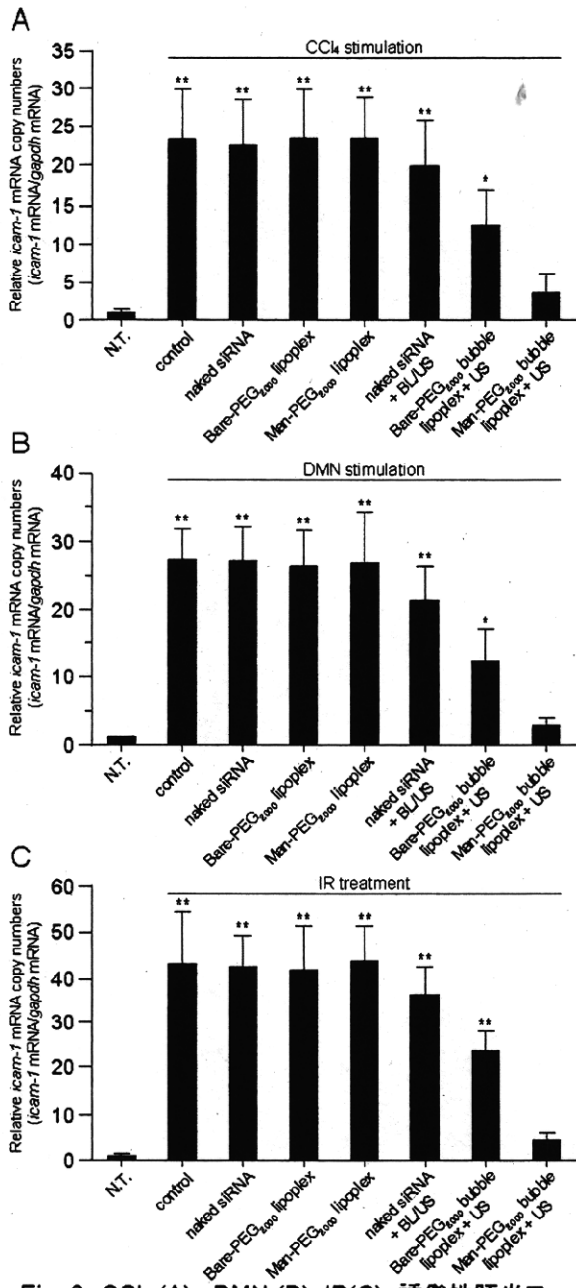 A
CCl₄ stimulation
Relative icam-1 mRNA copy numbers
(icam-1 mRNA/gapdh mRNA)
35
30
25
20
15
10
5
0
** ** ** ** ** *
N.T.
control
naked siRNA
Bare-PEG₂₀₀₀ lipoplex
Man-PEG₂₀₀₀ lipoplex
naked siRNA
+ BL/US
Bare-PEG₂₀₀₀ bubble
lipoplex + US
Man-PEG₂₀₀₀ bubble
lipoplex + US
B
DMN stimulation
Relative icam-1 mRNA copy numbers
(icam-1 mRNA/gapdh mRNA)
40
30
20
10
0
** ** ** ** ** *
N.T.
control
naked siRNA
Bare-PEG₂₀₀₀ lipoplex
Man-PEG₂₀₀₀ lipoplex
naked siRNA
+ BL/US
Bare-PEG₂₀₀₀ bubble
lipoplex + US
Man-PEG₂₀₀₀ bubble
lipoplex + US
C
IR treatment
Relative icam-1 mRNA copy numbers
(icam-1 mRNA/gapdh mRNA)
60
50
40
30
20
10
0
** ** ** ** ** **
N.T.
control
naked siRNA
Bare-PEG₂₀₀₀ lipoplex
Man-PEG₂₀₀₀ lipoplex
naked siRNA
+ BL/US
Bare-PEG₂₀₀₀ bubble
lipoplex + US
Man-PEG₂₀₀₀ bubble
lipoplex + US
Fig. (A), DMN (B), IR(C)